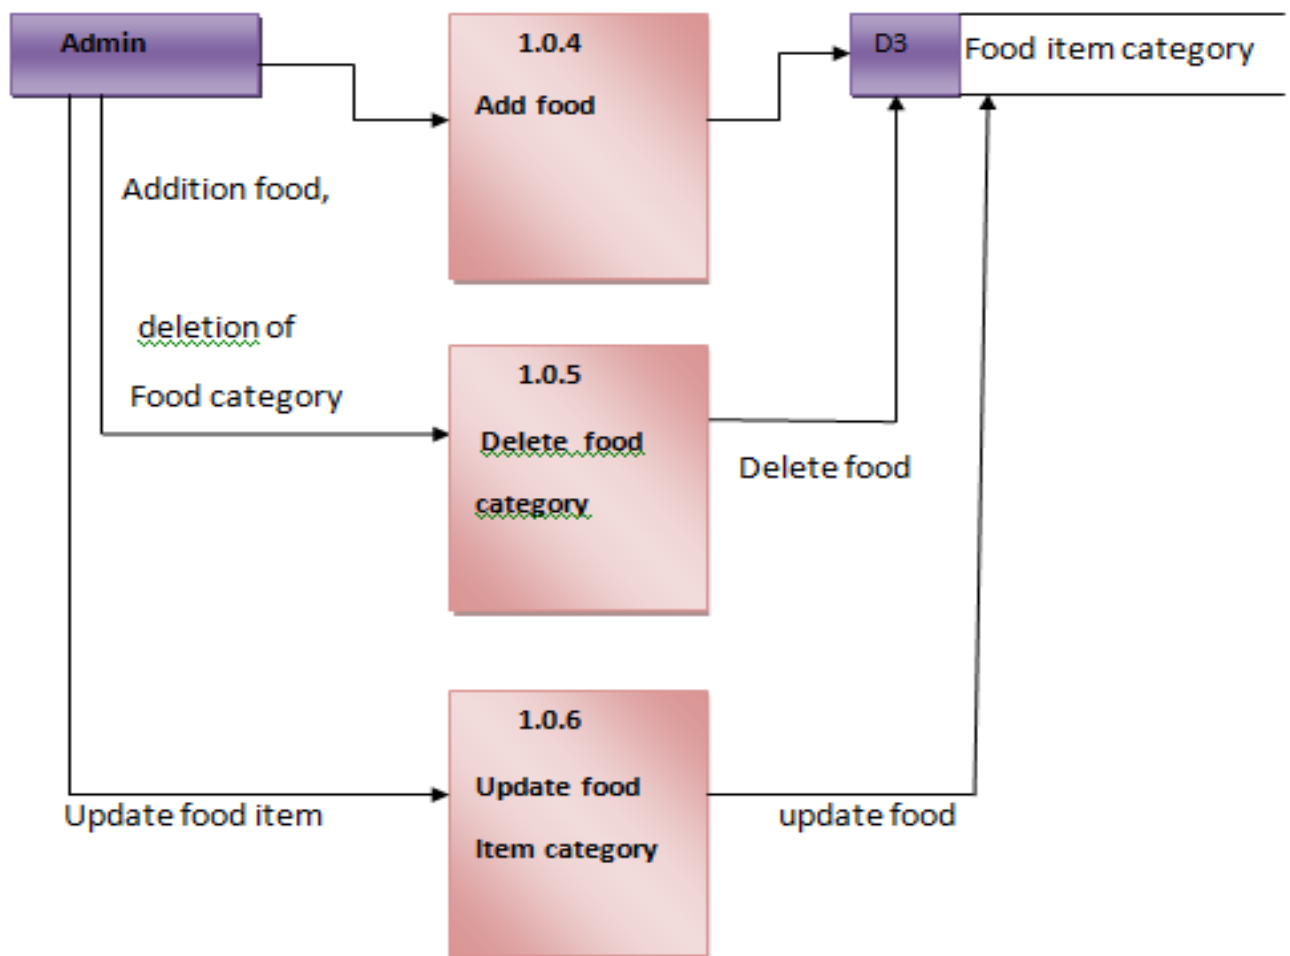 Admin
1.0.4
Add food
D3
Food item category
Addition food,
deletion of
Food category
1.0.5
Delete food
category
Delete food
1.0.6
Update food
Item category
Update food item
update food